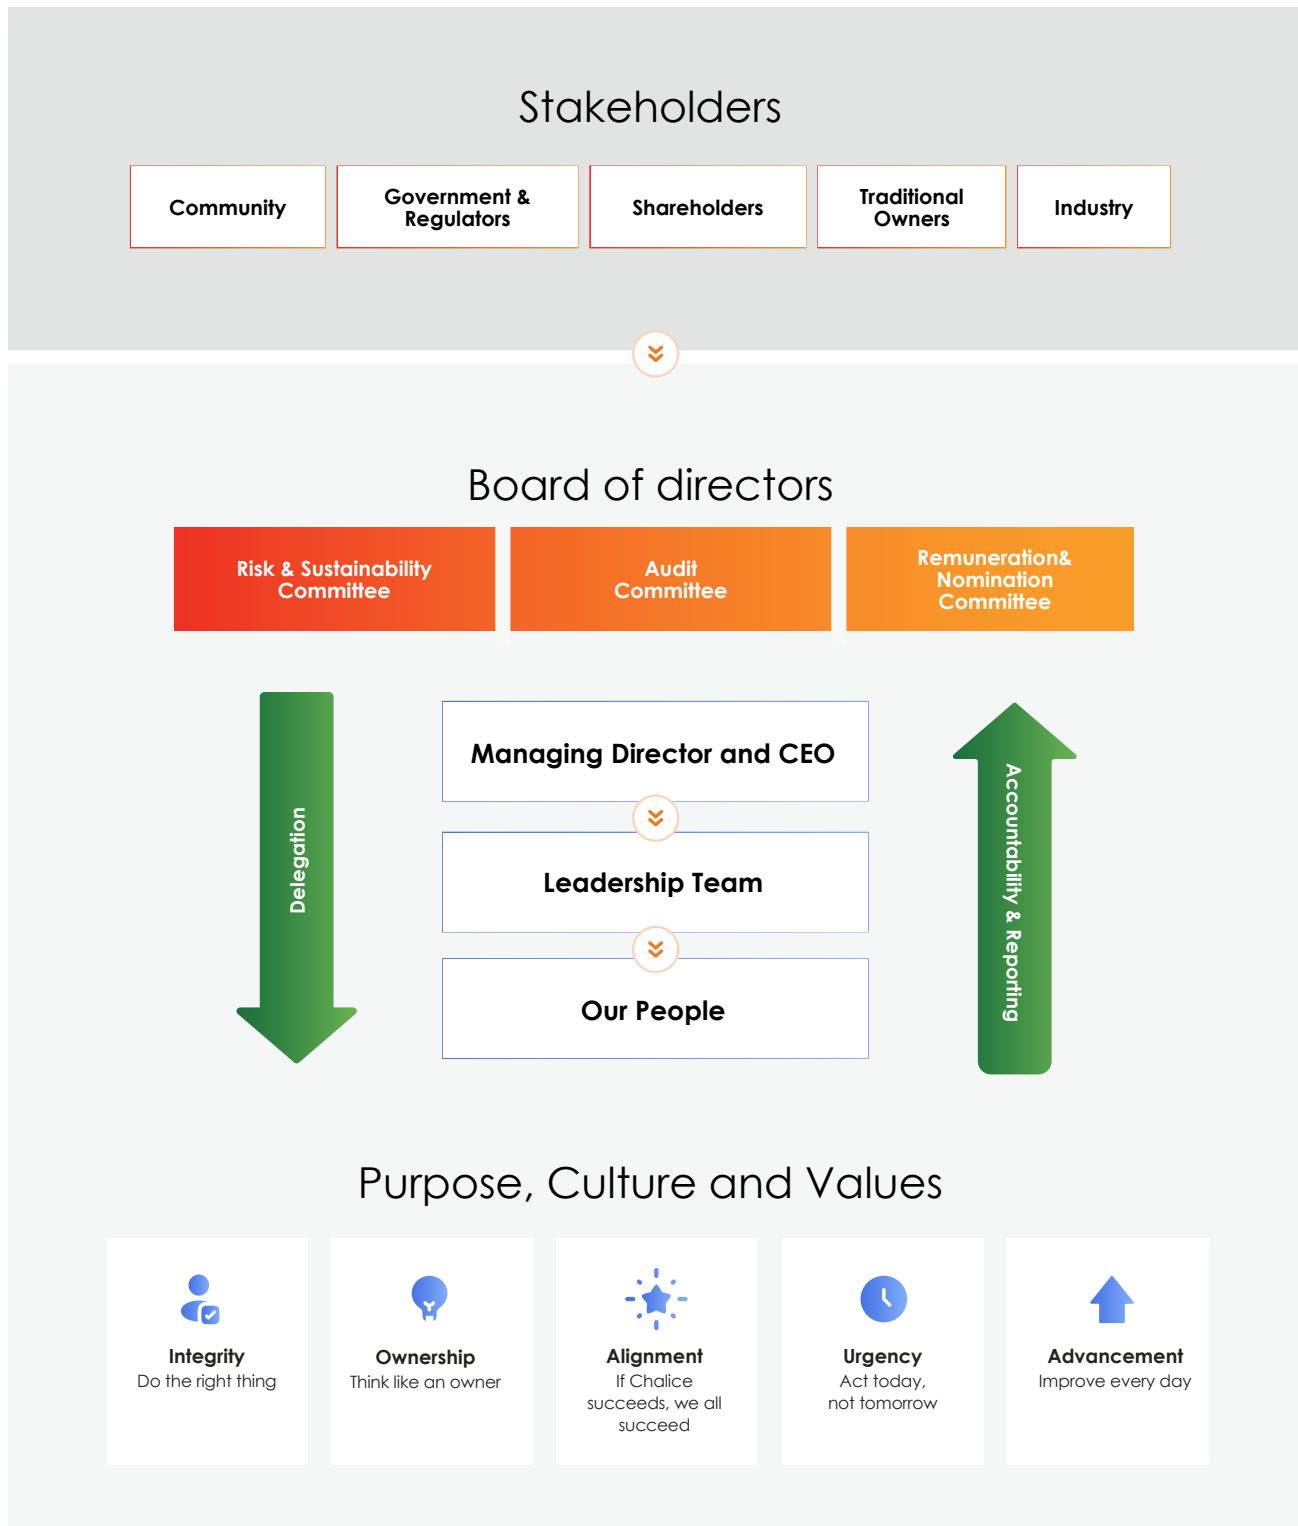 Stakeholders
Community
Government &
Regulators
Shareholders
Traditional
Owners
Industry
Board of directors
Risk & Sustainability
Committee
Audit
Committee
Remuneration&
Nomination
Committee
Delegation
Managing Director and CEO
Leadership Team
Our People
Accountability & Reporting
Purpose, Culture and Values
Integrity
Do the right thing
Ownership
Think like an owner
Alignment
If Chalice
succeeds, we all
succeed
Urgency
Act today,
not tomorrow
Advancement
Improve every day